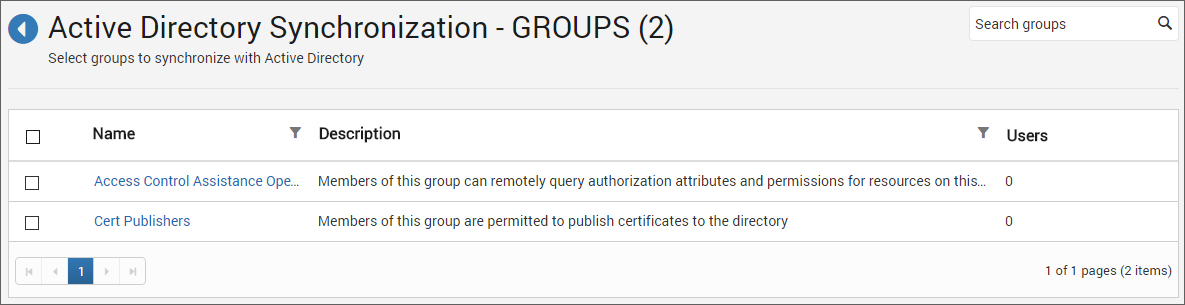 Active Directory Synchronization - GROUPS (2)
Search groups
Select groups to synchronize with Active Directory
Name Description Users
Access Control Assistance Ope... Members of this group can remotely query authorization attributes and permissions for resources on this... 0
Cert Publishers Members of this group are permitted to publish certificates to the directory 0
1 1 of 1 pages (2 items)